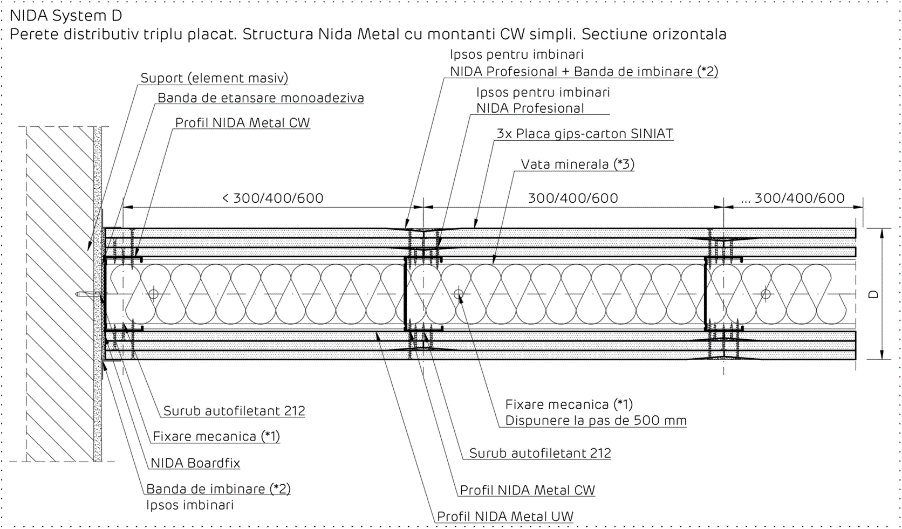 NIDA System D
Perete distributiv triplu placat. Structura Nida Metal cu montanti CW simpli. Sectiune orizontala
Ipsos pentru imbinari
NIDA Profesional + Banda de imbinare (*2)
Suport (element masiv)
Banda de etansare monoadeziva
Ipsos pentru imbinari
NIDA Profesional
Profil NIDA Metal CW
3x Placa gips-carton SINIAT
Vata minerala (*3)
< 300/400/600
300/400/600
... 300/400/600
D
Surub autofiletant 212
Fixare mecanica (*1)
NIDA Boardfix
Banda de imbinare (*2)
Ipsos imbinari
Fixare mecanica (*1)
Dispunere la pas de 500 mm
Surub autofiletant 212
Profil NIDA Metal CW
Profil NIDA Metal UW